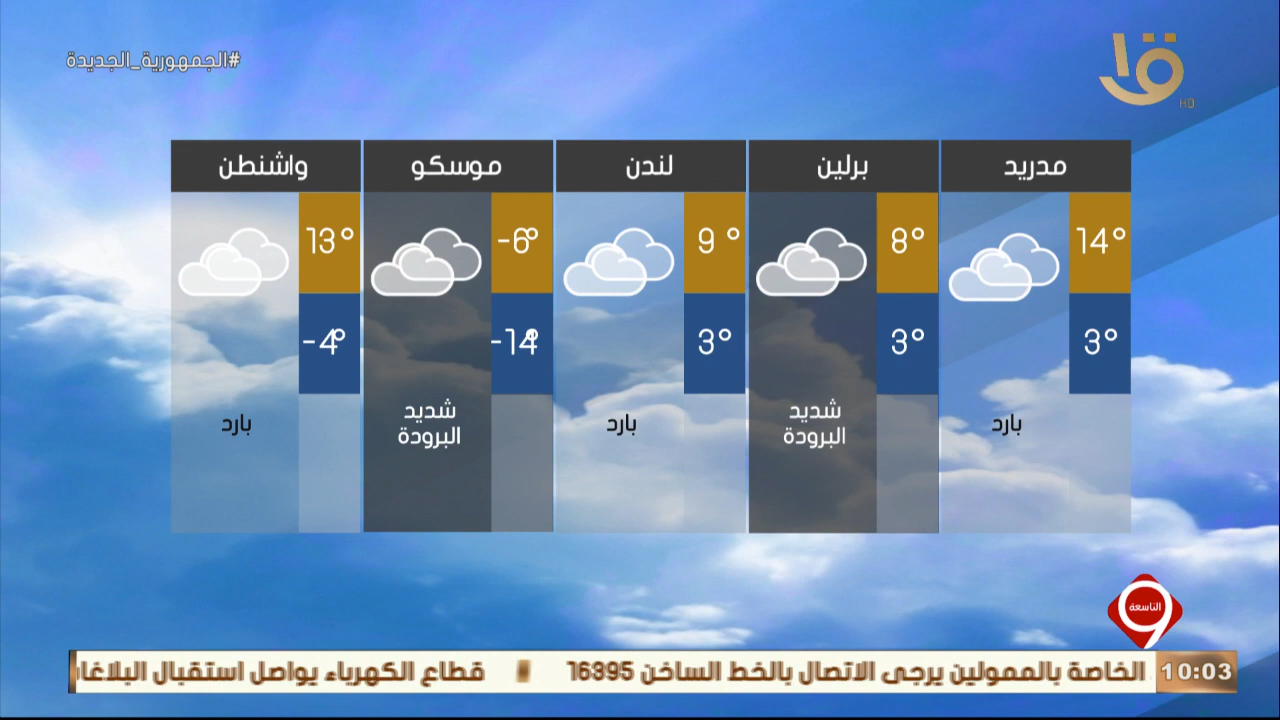 #الجمهورية_الجديدة
HD
مدريد
14°
3°
بارد
برلين
8°
3°
شديد
البرودة
لندن
9°
3°
بارد
موسكو
-6°
-14°
شديد
البرودة
واشنطن
13°
-4°
بارد
التاسعة
9
10:03
الخاصة بالممولين يرجى الاتصال بالخط الساخن 16395
قطاع الكهرباء يواصل استقبال